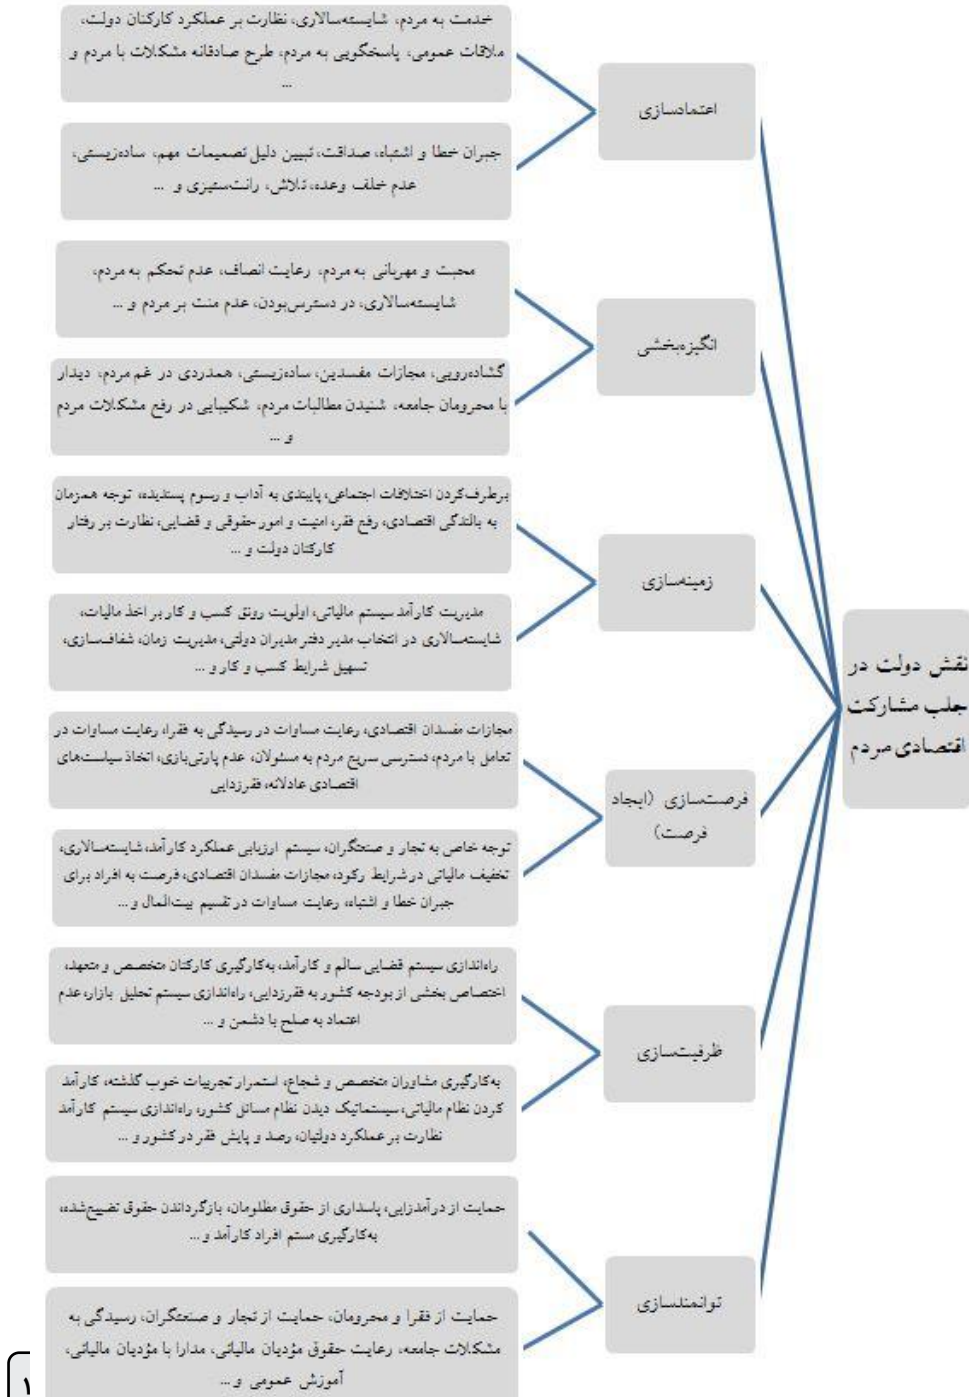 نقش دولت در
جلب مشارکت
اقتصادی مردم
اعتمادسازی
خدمت به مردم، شایسته‌سالاری، نظارت بر عملکرد کارکنان دولت،
ملاقات عمومی، پاسخگویی به مردم، طرح صادقانه مشکلات با مردم و
...
جبران خطا و اشتباه، صداقت، تبیین دلیل تصمیمات مهم، ساده‌زیستی،
عدم خلف وعده، تلاش، رانت‌ستیزی و ...
انگیزه‌بخشی
محبت و مهربانی به مردم، رعایت انصاف، عدم تحکم به مردم،
شایسته‌سالاری، در دسترس‌بودن، عدم منت بر مردم و ...
گشاده‌رویی، مجازات مفسدین، ساده‌زیستی، همدردی در غم مردم، دیدار
با محرومان جامعه، شنیدن مطالبات مردم، شکیبایی در رفع مشکلات مردم
و ...
زمینه‌سازی
برطرف‌کردن اختلافات اجتماعی، پایبندی به آداب و رسوم پسندیده، توجه همزمان
به بالندگی اقتصادی، رفع فقر، امنیت و امور حقوقی و قضایی، نظارت بر رفتار
کارکنان دولت و ...
مدیریت کارآمد سیستم مالیاتی، اولویت رونق کسب و کار بر اخذ مالیات،
شایسته‌سالاری در انتخاب مدیر دفتر مدیران دولتی، مدیریت زمان، شفاف‌سازی،
تسهیل شرایط کسب و کار و ...
فرصت‌سازی (ایجاد
فرصت)
مجازات مفسدان اقتصادی، رعایت مساوات در رسیدگی به فقرا، رعایت مساوات در
تعامل با مردم، دسترسی سریع مردم به مسئولان، عدم پارتی‌بازی، اتخاذ سیاست‌های
اقتصادی عادلانه، فقرزدایی
توجه خاص به تجار و صنعتگران، سیستم ارزیابی عملکرد کارآمد، شایسته‌سالاری،
تخفیف مالیاتی در شرایط رکود، مجازات مفسدان اقتصادی، فرصت به افراد برای
جبران خطا و اشتباه، رعایت مساوات در تقسیم بیت‌المال و ...
ظرفیت‌سازی
راه‌اندازی سیستم قضایی سالم و کارآمد، به‌کارگیری کارکنان متخصص و متعهد،
اختصاص بخشی از بودجه کشور به فقرزدایی، راه‌اندازی سیستم تحلیل بازار، عدم
اعتماد به صلح با دشمن و ...
به‌کارگیری مشاوران متخصص و شجاع، استمرار تجربیات خوب گذشته، کارآمد
کردن نظام مالیاتی، سیستماتیک دیدن نظام مسائل کشور، راه‌اندازی سیستم کارآمد
نظارت بر عملکرد دولتیان، رصد و پایش فقر در کشور و ...
توانمندسازی
حمایت از درآمدزایی، پاسداری از حقوق مظلومان، بازگرداندن حقوق تضییع‌شده،
به‌کارگیری مستم افراد کارآمد و ...
حمایت از فقرا و محرومان، حمایت از تجار و صنعتگران، رسیدگی به
مشکلات جامعه، رعایت حقوق مؤدیان مالیاتی، مدارا با مؤدیان مالیاتی،
آموزش عمومی و ...
۱